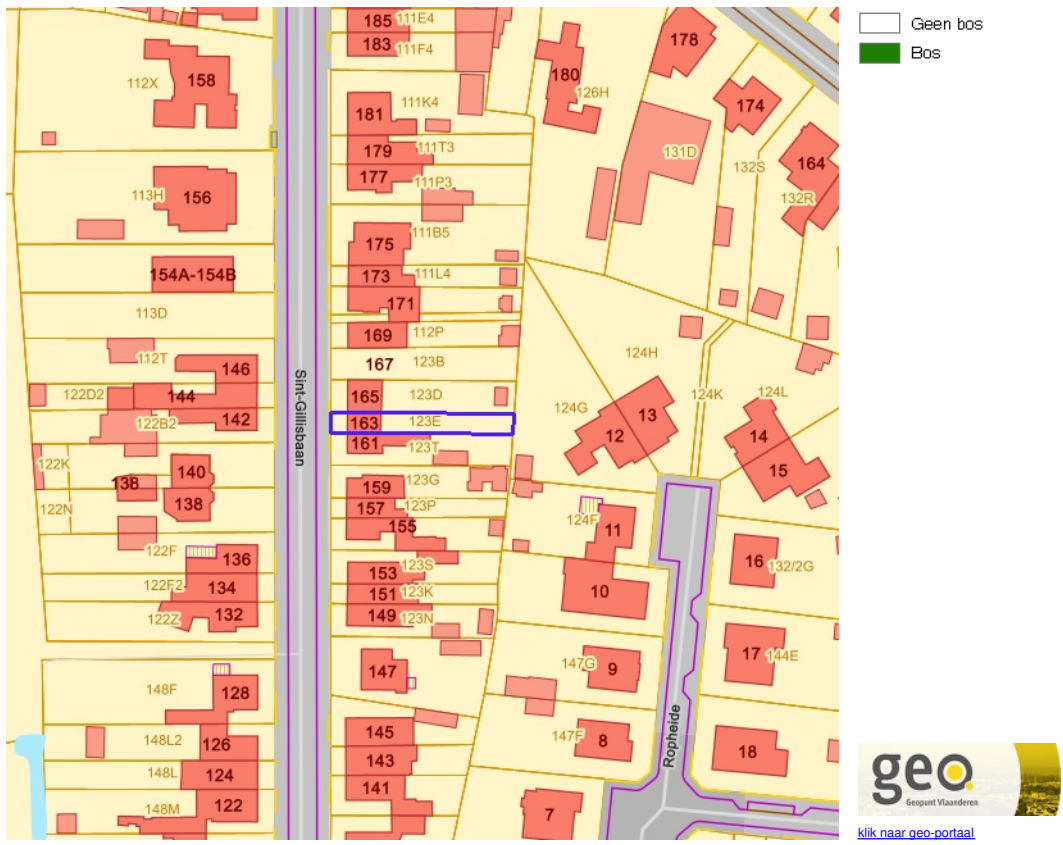 185
111E4
183
111F4
178
Geen bos
Bos
158
112X
180
126H
174
181
111K4
179
111T3
177
111P3
131D
132S
164
132R
113H
156
175
111B5
154A-154B
173
111L4
171
113D
169
112P
112T
167
123B
124H
146
122D2
144
165
123D
124G
124K
124L
142
122B2
163
123E
13
12
14
161
123T
15
122K
140
138
159
123G
122N
138
157
123P
155
124F
11
Sint-Gillisbaan
122F
136
16
132/2G
153
123S
122F2
134
151
123K
10
122Z
132
149
123N
147
147G
9
17
144E
148F
128
145
147F
8
Ropheide
148L2
126
18
143
148L
124
141
148M
122
7
geo.
Geopunt Vlaanderen
klik naar geo-portaal